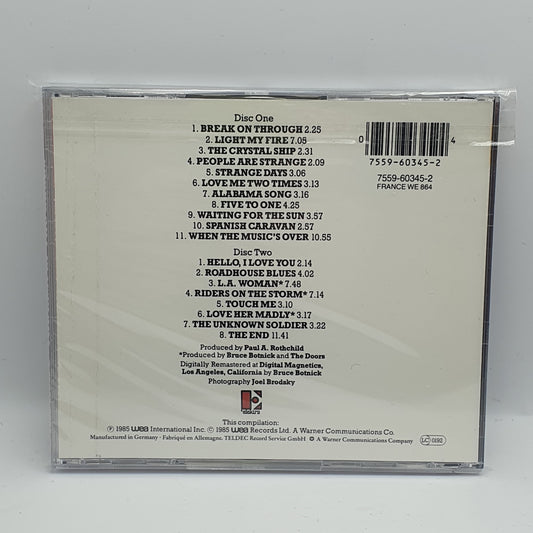 Disc One
1. BREAK ON THROUGH 2.25
2. LIGHT MY FIRE 7.05
3. THE CRYSTAL SHIP 2.31
4. PEOPLE ARE STRANGE 2.09
5. STRANGE DAYS 3.06
6. LOVE ME TWO TIMES 3.13
7. ALABAMA SONG 3.16
8. FIVE TO ONE 4.25
9. WAITING FOR THE SUN 3.57
10. SPANISH CARAVAN 2.57
11. WHEN THE MUSIC'S OVER 10.55
0 4
7559-60345-2
7559-60345-2
FRANCE WE 864
Disc Two
1. HELLO, I LOVE YOU 2.14
2. ROADHOUSE BLUES 4.02
3. L.A. WOMAN* 7.48
4. RIDERS ON THE STORM* 7.14
5. TOUCH ME 3.10
6. LOVE HER MADLY* 3.17
7. THE UNKNOWN SOLDIER 3.22
8. THE END 11.41
Produced by Paul A. Rothchild
*Produced by Bruce Botnick and The Doors
Digitally Remastered at Digital Magnetics,
Los Angeles, California by Bruce Botnick
Photography Joel Brodsky
elektra
This compilation:
℗ 1985 wea International Inc. © 1985 wea Records Ltd. A Warner Communications Co.
Manufactured in Germany · Fabriqué en Allemagne. TELDEC Record Service GmbH A Warner Communications Company
LC 0192